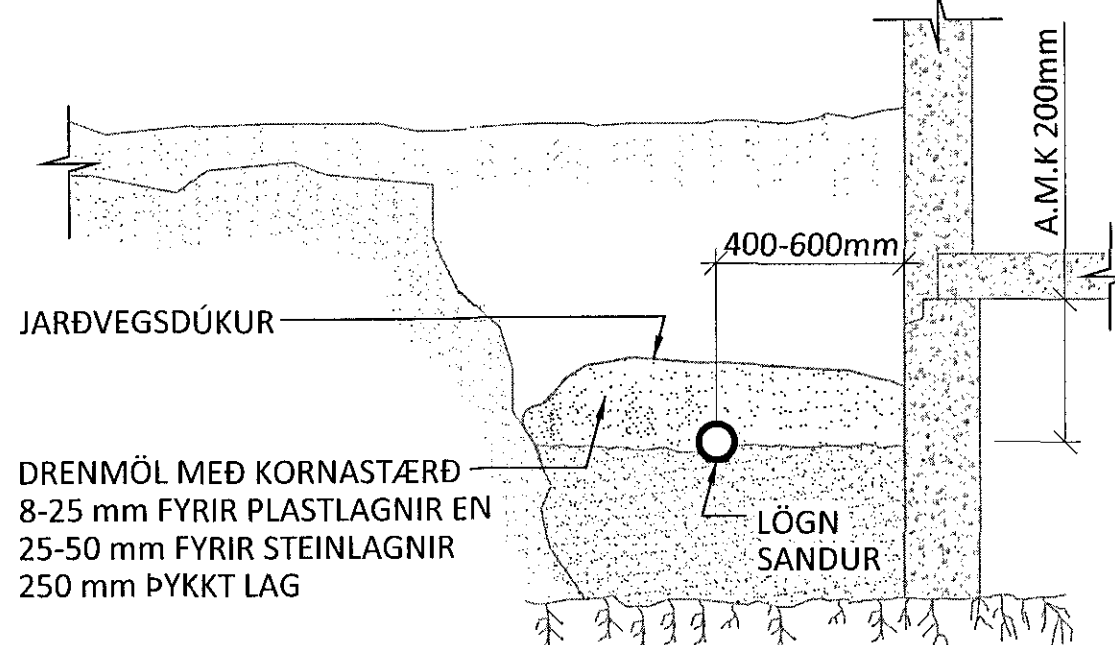 A.M.K 200mm
400-600mm
JARÐVEGSDÚKUR
DRENMÖL MEÐ KORNASTÆRÐ
8-25 mm FYRIR PLASTLAGNIR EN
25-50 mm FYRIR STEINLAGNIR
250 mm ÞYKKT LAG
LÖGN
SANDUR